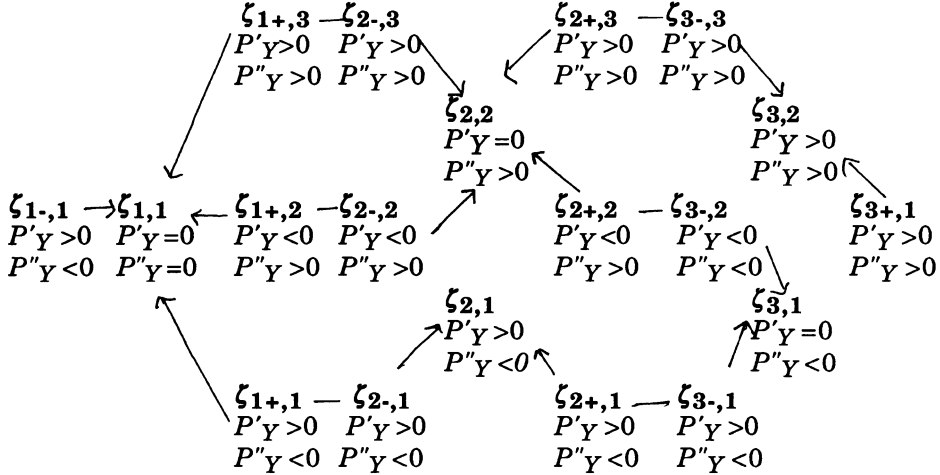 ζ1+,3 — ζ2-,3 ζ2+,3 — ζ3-,3
P'Y>0 P'Y>0 P'Y>0 P'Y>0
P''Y>0 P''Y>0 P''Y>0 P''Y>0
ζ2,2 ζ3,2
P'Y=0 P'Y>0
P''Y>0 P''Y>0
ζ1-,1 ζ1,1 ζ1+,2 — ζ2-,2 ζ2+,2 — ζ3-,2 ζ3+,1
P'Y>0 P'Y=0 P'Y<0 P'Y<0 P'Y<0 P'Y<0 P'Y>0
P''Y<0 P''Y=0 P''Y>0 P''Y>0 P''Y>0 P''Y<0 P''Y>0
ζ2,1 ζ3,1
P'Y>0 P'Y=0
P''Y<0 P''Y<0
ζ1+,1 — ζ2-,1 ζ2+,1 — ζ3-,1
P'Y>0 P'Y>0 P'Y>0 P'Y>0
P''Y<0 P''Y<0 P''Y<0 P''Y<0